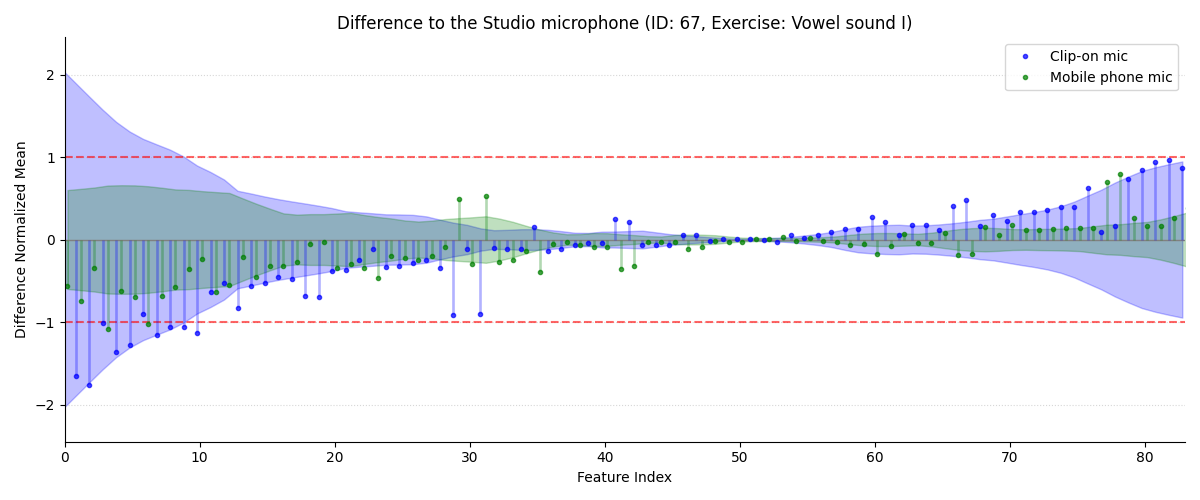 Difference to the Studio microphone (ID: 67, Exercise: Vowel sound I)
Clip-on mic
Mobile phone mic
Difference Normalized Mean
2
1
0
−1
−2
0 10 20 30 40 50 60 70 80
Feature Index